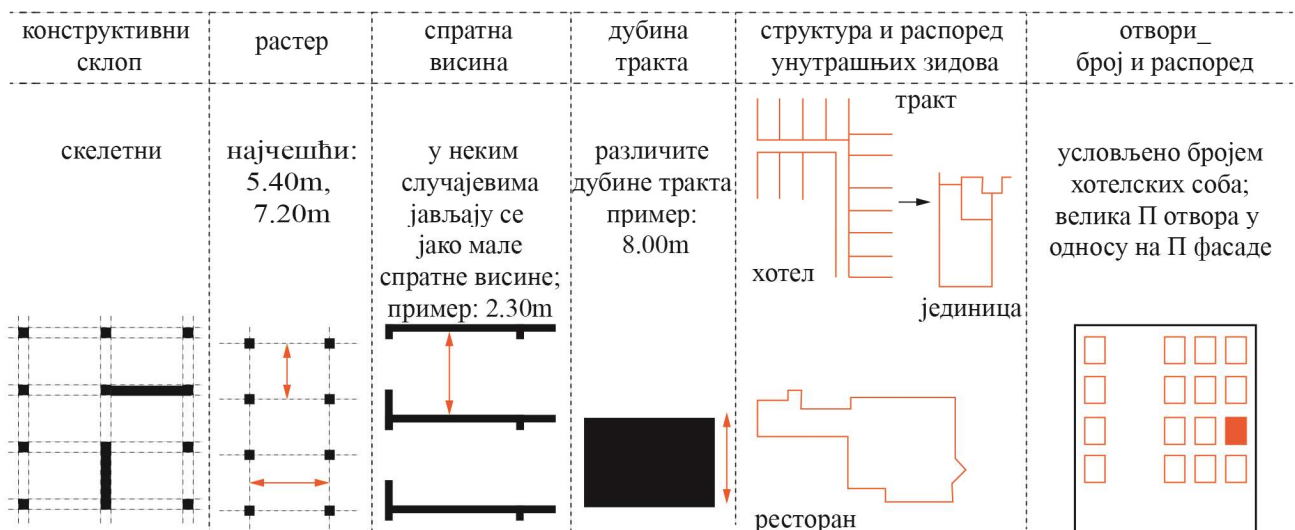 конструктивни
склоп
растер
спратна
висина
дубина
тракта
структура и распоред
унутрашњих зидова
отвори_
број и распоред
скелетни
најчешћи:
5.40m,
7.20m
у неким
случајевима
јављају се
јако мале
спратне висине;
пример: 2.30m
различите
дубине тракта
пример:
8.00m
тракт
хотел
јединица
ресторан
условљено бројем
хотелских соба;
велика П отвора у
односу на П фасаде